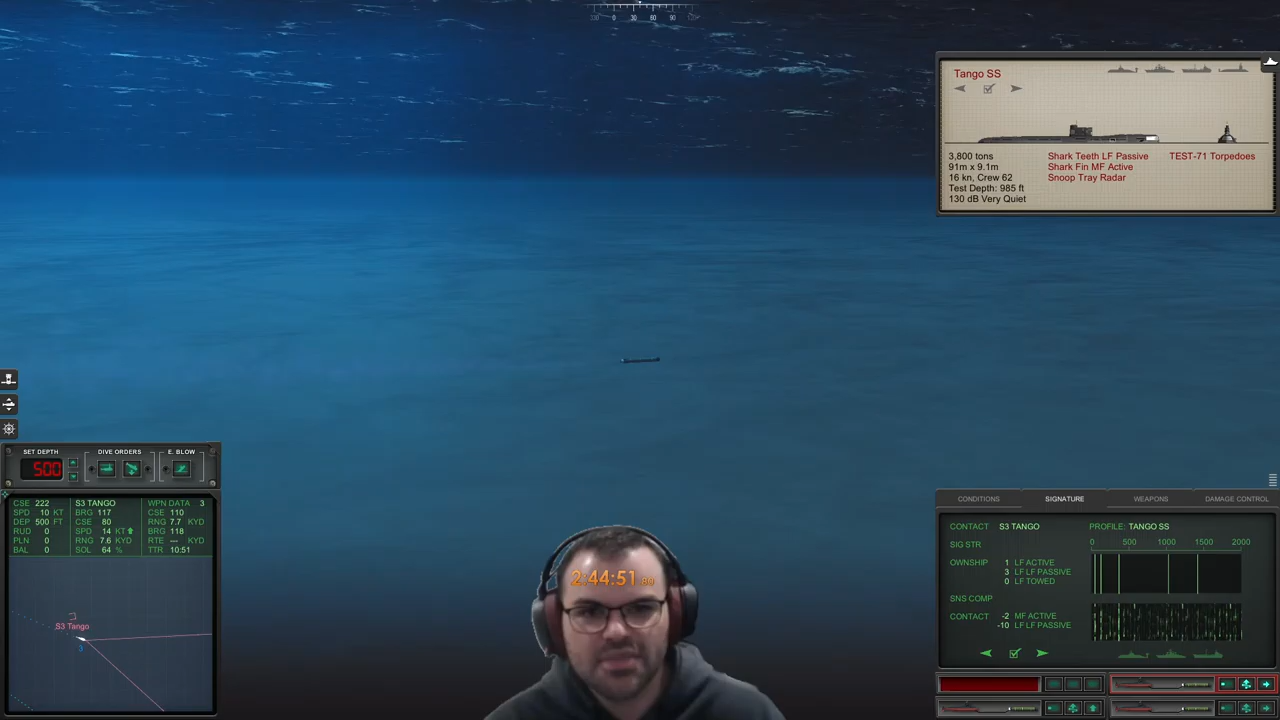 0 30 60 90
Tango SS
3,800 tons
91m x 9.1m
16 kn, Crew 62
Test Depth: 985 ft
130 dB Very Quiet
Shark Teeth LF Passive
Shark Fin MF Active
Snoop Tray Radar
TEST-71 Torpedoes
SET DEPTH DIVE ORDERS E. BLOW
500
CSE 222
SPD 10 KT
DEP 500 FT
RUD 0
PLN 0
BAL 0
S3 TANGO
BRG 117
CSE 80
SPD 14 KT
RNG 7.6 KYD
SOL 64 %
WPN DATA 3
CSE 110
RNG 7.7 KYD
BRG 118
RTE --- KYD
TTR 10:51
S3 Tango
3
2:44:51
CONDITIONS SIGNATURE WEAPONS DAMAGE CONTROL
CONTACT S3 TANGO PROFILE: TANGO SS
SIG STR 0 500 1000 1500 2000
OWNSHIP 1 LF ACTIVE
3 LF LF PASSIVE
0 LF TOWED
SNS COMP
CONTACT -2 MF ACTIVE
-10 LF LF PASSIVE